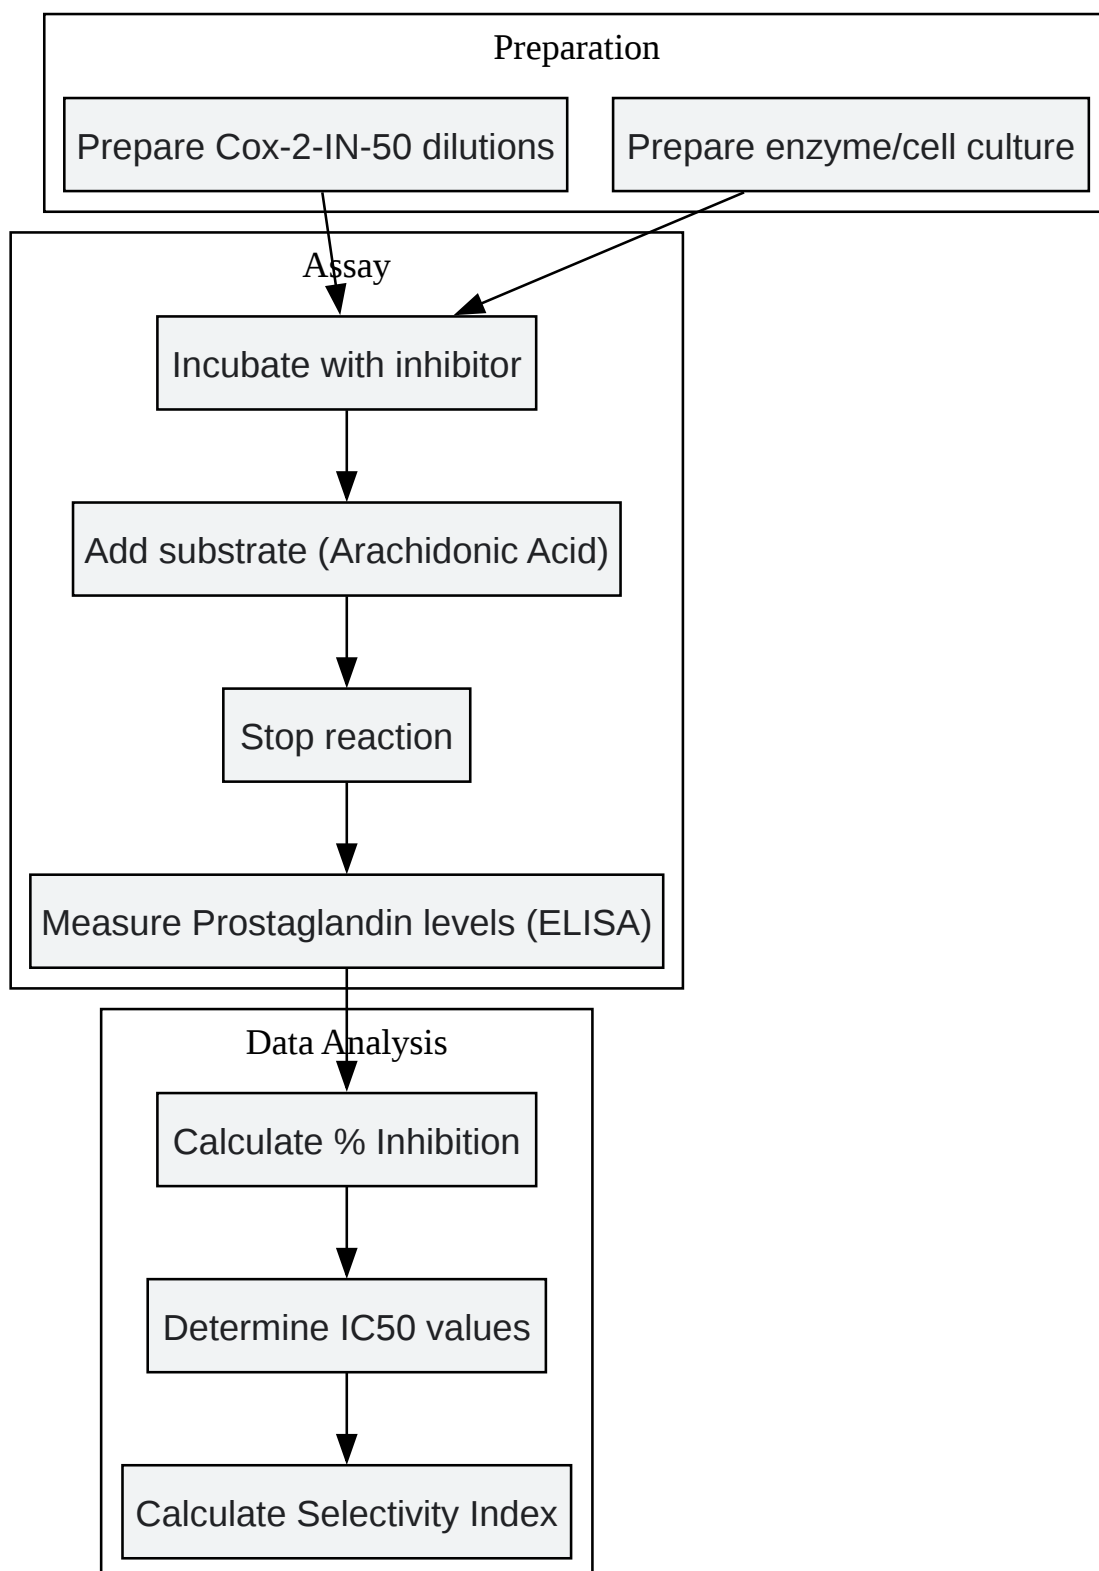 Preparation
Prepare Cox-2-IN-50 dilutions
Prepare enzyme/cell culture
Assay
Incubate with inhibitor
Add substrate (Arachidonic Acid)
Stop reaction
Measure Prostaglandin levels (ELISA)
Data Analysis
Calculate % Inhibition
Determine IC50 values
Calculate Selectivity Index